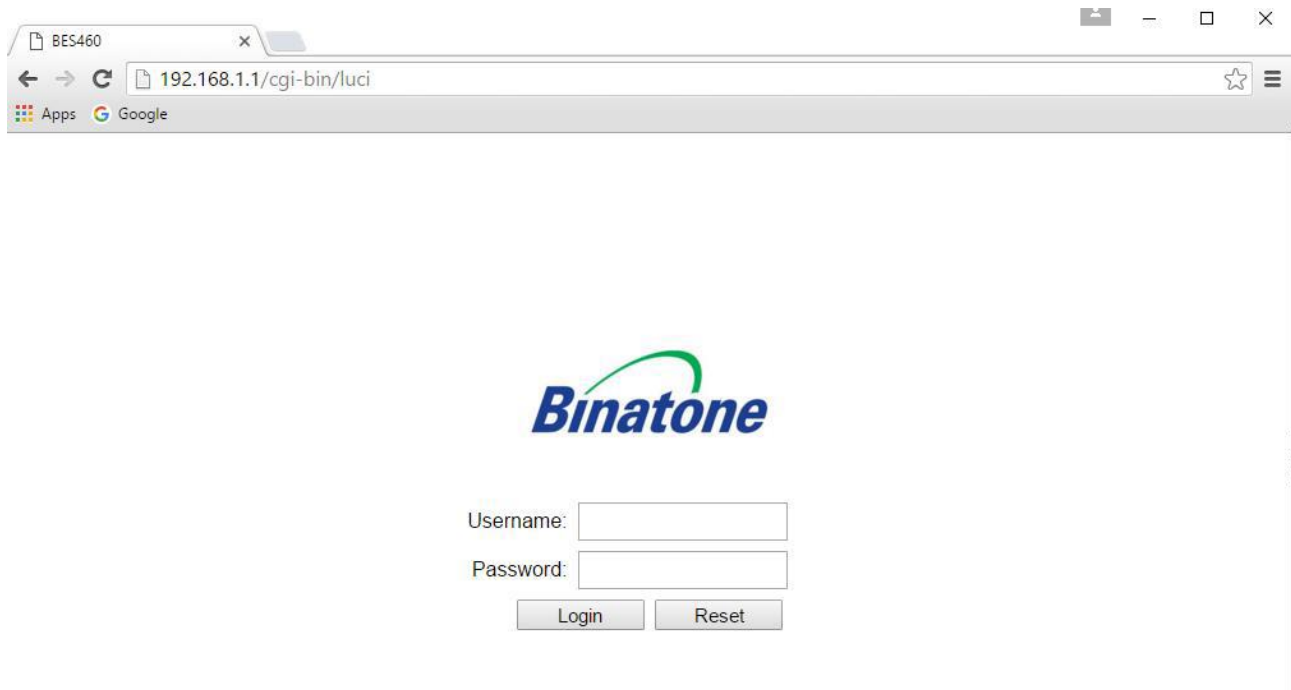 BES460
192.168.1.1/cgi-bin/luci
Apps Google
Binatone
Username:
Password:
Login Reset